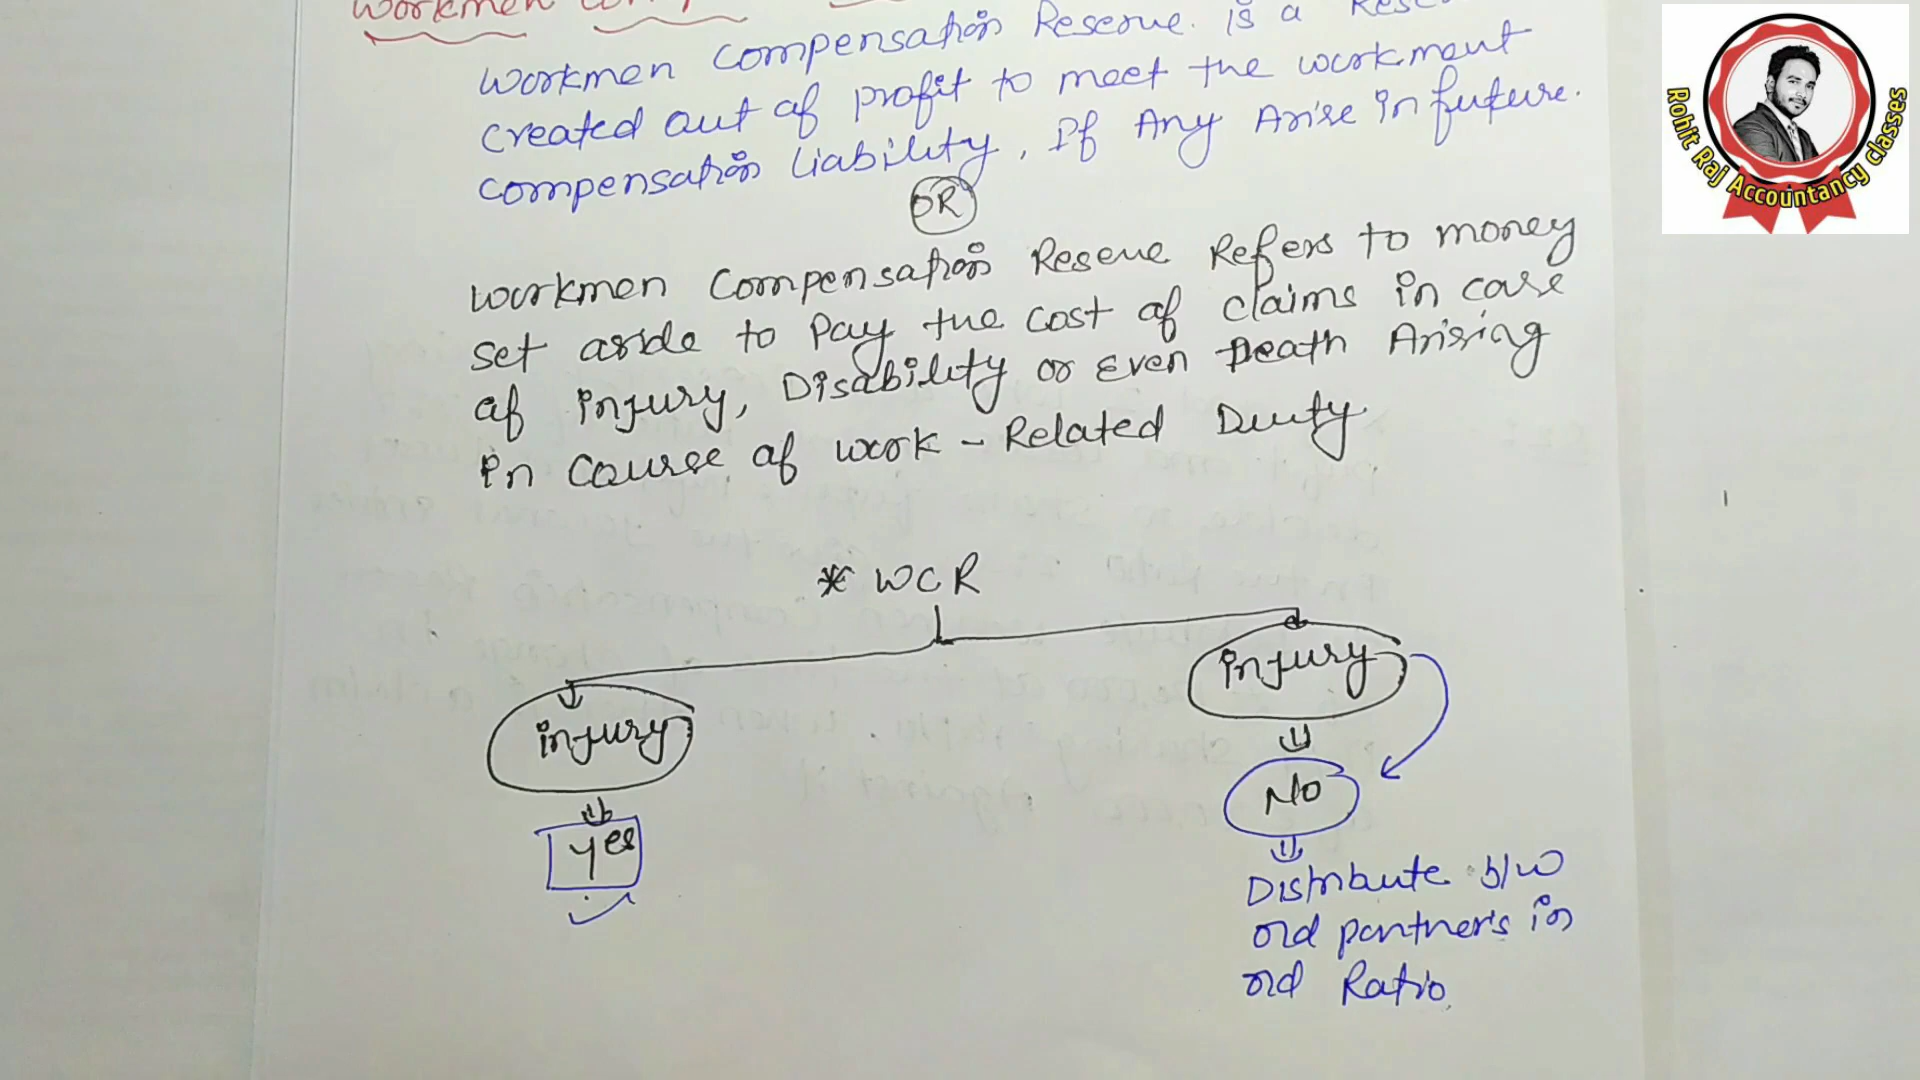 Workmen
Workmen Compensation Reserve. is a
Created out of profit to meet the workment
Compensation Liability, If Any Arise in future.
OR
Workmen Compensation Reserve Refers to money
set aside to Pay the cost of claims in case
of injury, Disability or Even Death Arising
in Course of work - Related Duty
* WCR
injury
injury
Yes
No
Distribute b/w
old partner's in
old Ratio.
Rohit Raj Accountancy classes